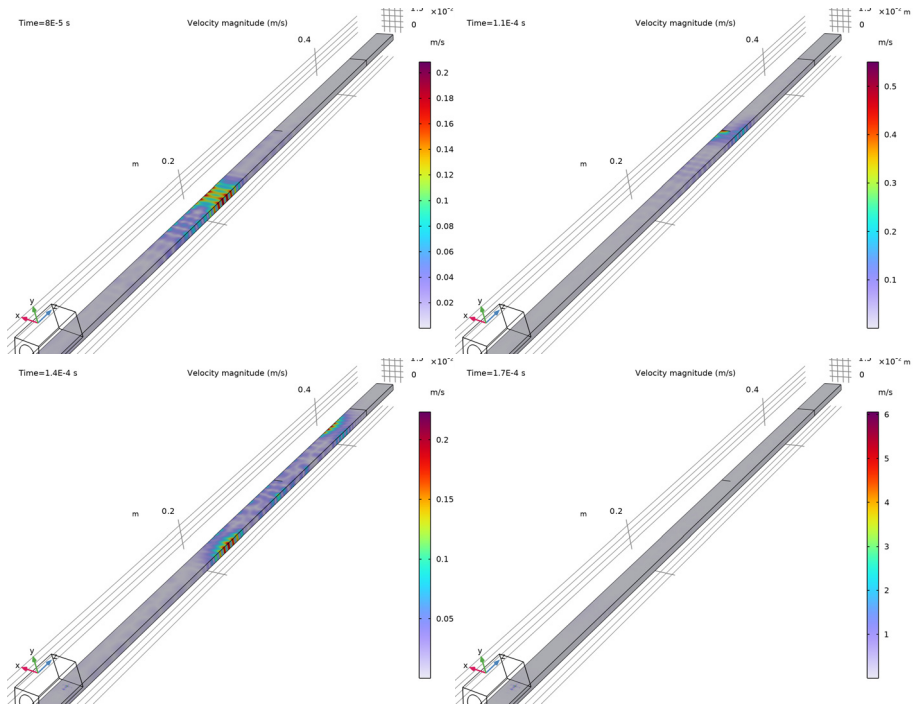 Time=8E-5 s Velocity magnitude (m/s) ×10⁻² m
0
m/s
0.4
0.2
m
0.2
0.18
0.16
0.14
0.12
0.1
0.08
0.06
0.04
0.02
y
x
z
Time=1.1E-4 s Velocity magnitude (m/s) ×10⁻² m
0
m/s
0.4
0.2
m
0.5
0.4
0.3
0.2
0.1
y
x
z
Time=1.4E-4 s Velocity magnitude (m/s) ×10⁻² m
0
m/s
0.4
0.2
m
0.2
0.15
0.1
0.05
y
x
z
Time=1.7E-4 s Velocity magnitude (m/s) ×10⁻² m
0
m/s
0.4
0.2
m
6
5
4
3
2
1
y
x
z